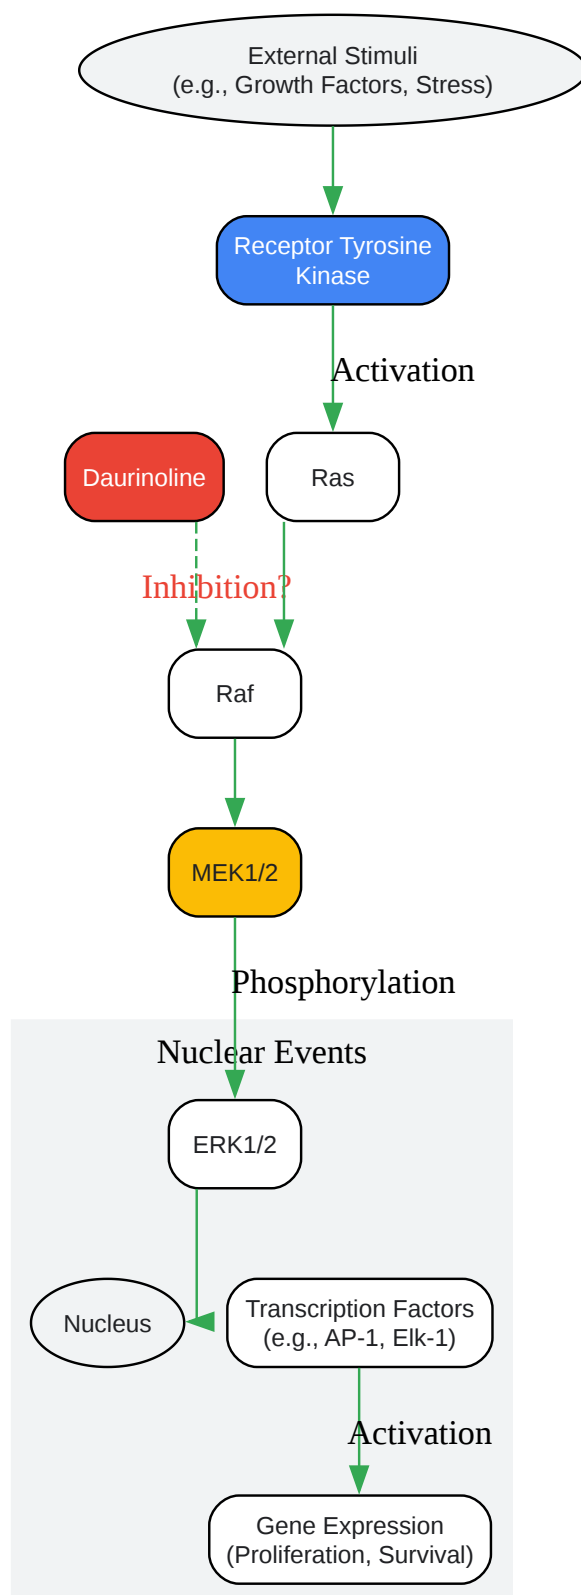 External Stimuli
(e.g., Growth Factors, Stress)
Receptor Tyrosine
Kinase
Activation
Daurinoline
Ras
Inhibition?
Raf
MEK1/2
Phosphorylation
Nuclear Events
ERK1/2
Nucleus
Transcription Factors
(e.g., AP-1, Elk-1)
Activation
Gene Expression
(Proliferation, Survival)